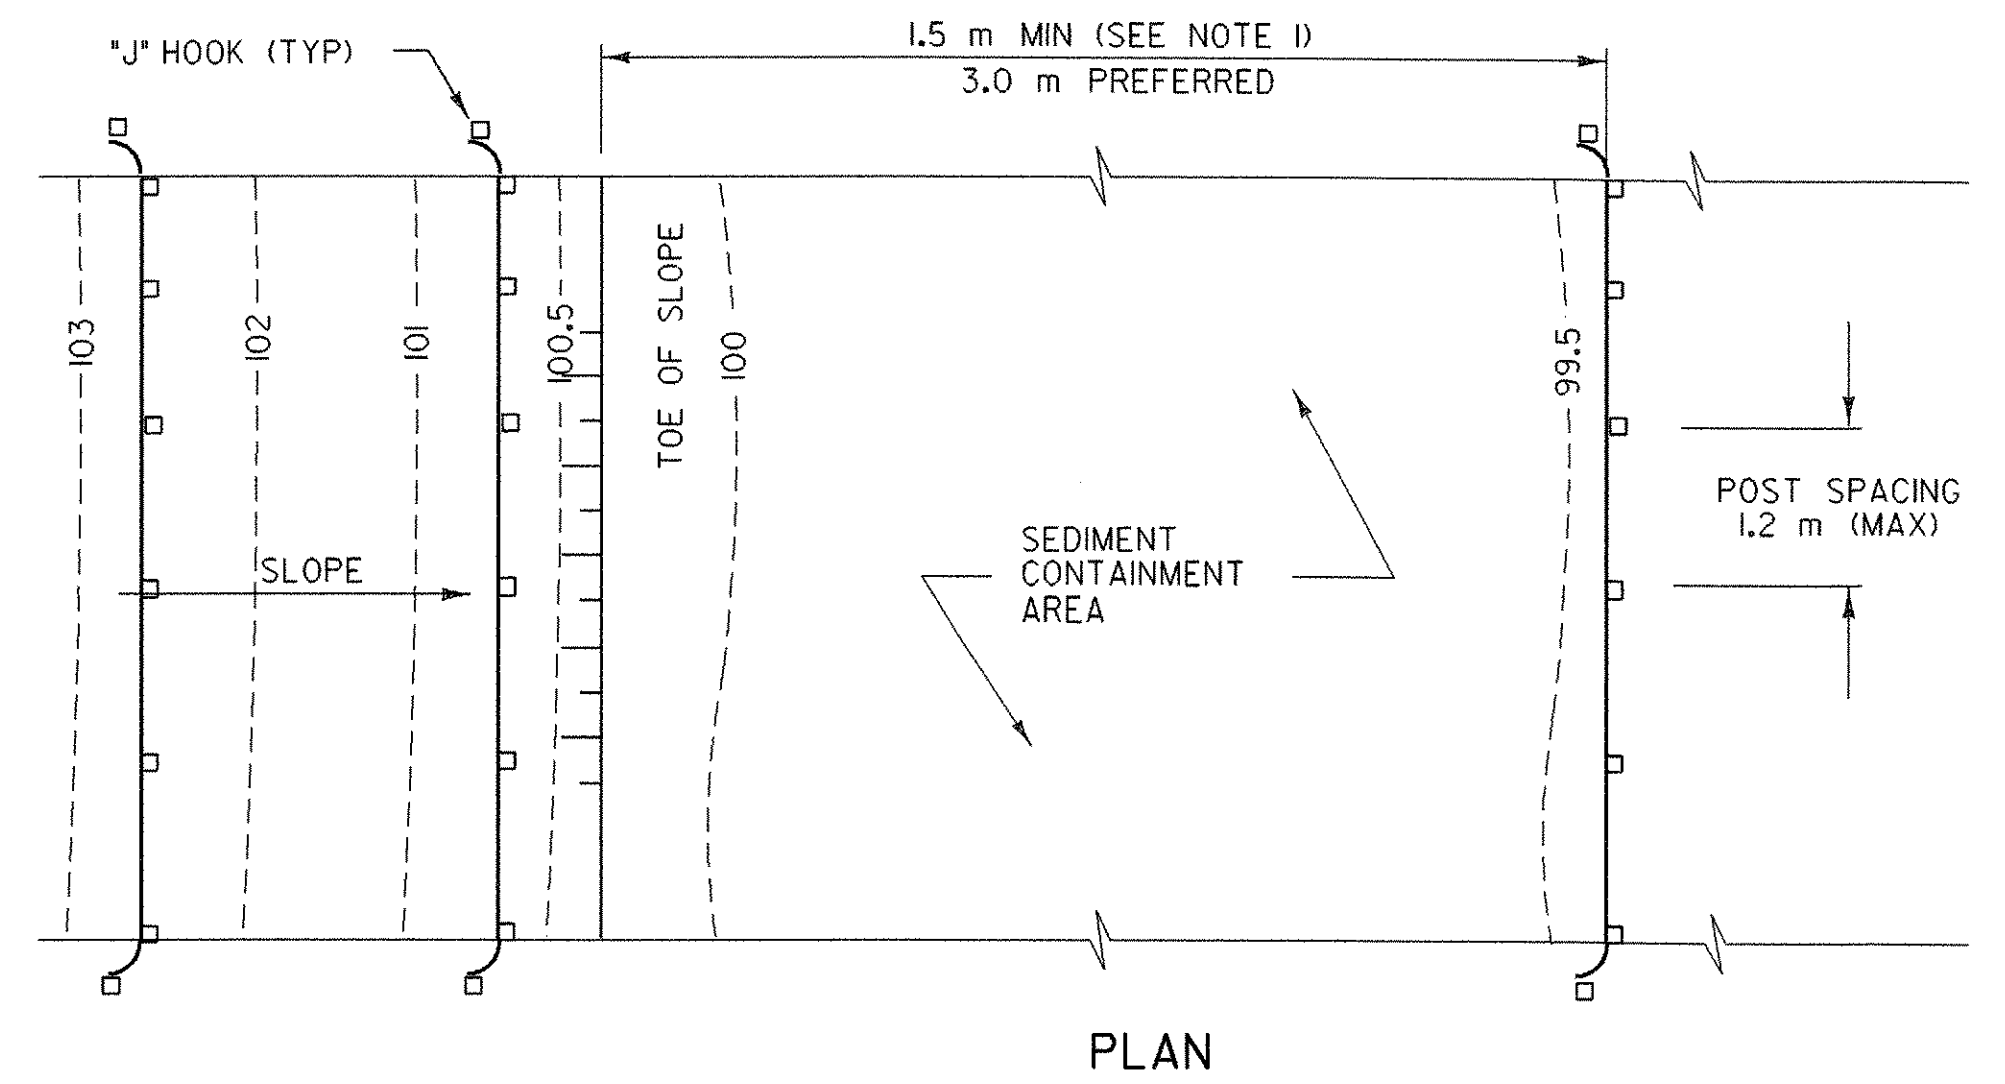 1.5 m MIN (SEE NOTE 1)
3.0 m PREFERRED
"J" HOOK (TYP)
TOE OF SLOPE
103
102
101
100.5
100
99.5
SLOPE
SEDIMENT
CONTAINMENT
AREA
POST SPACING
1.2 m (MAX)
PLAN